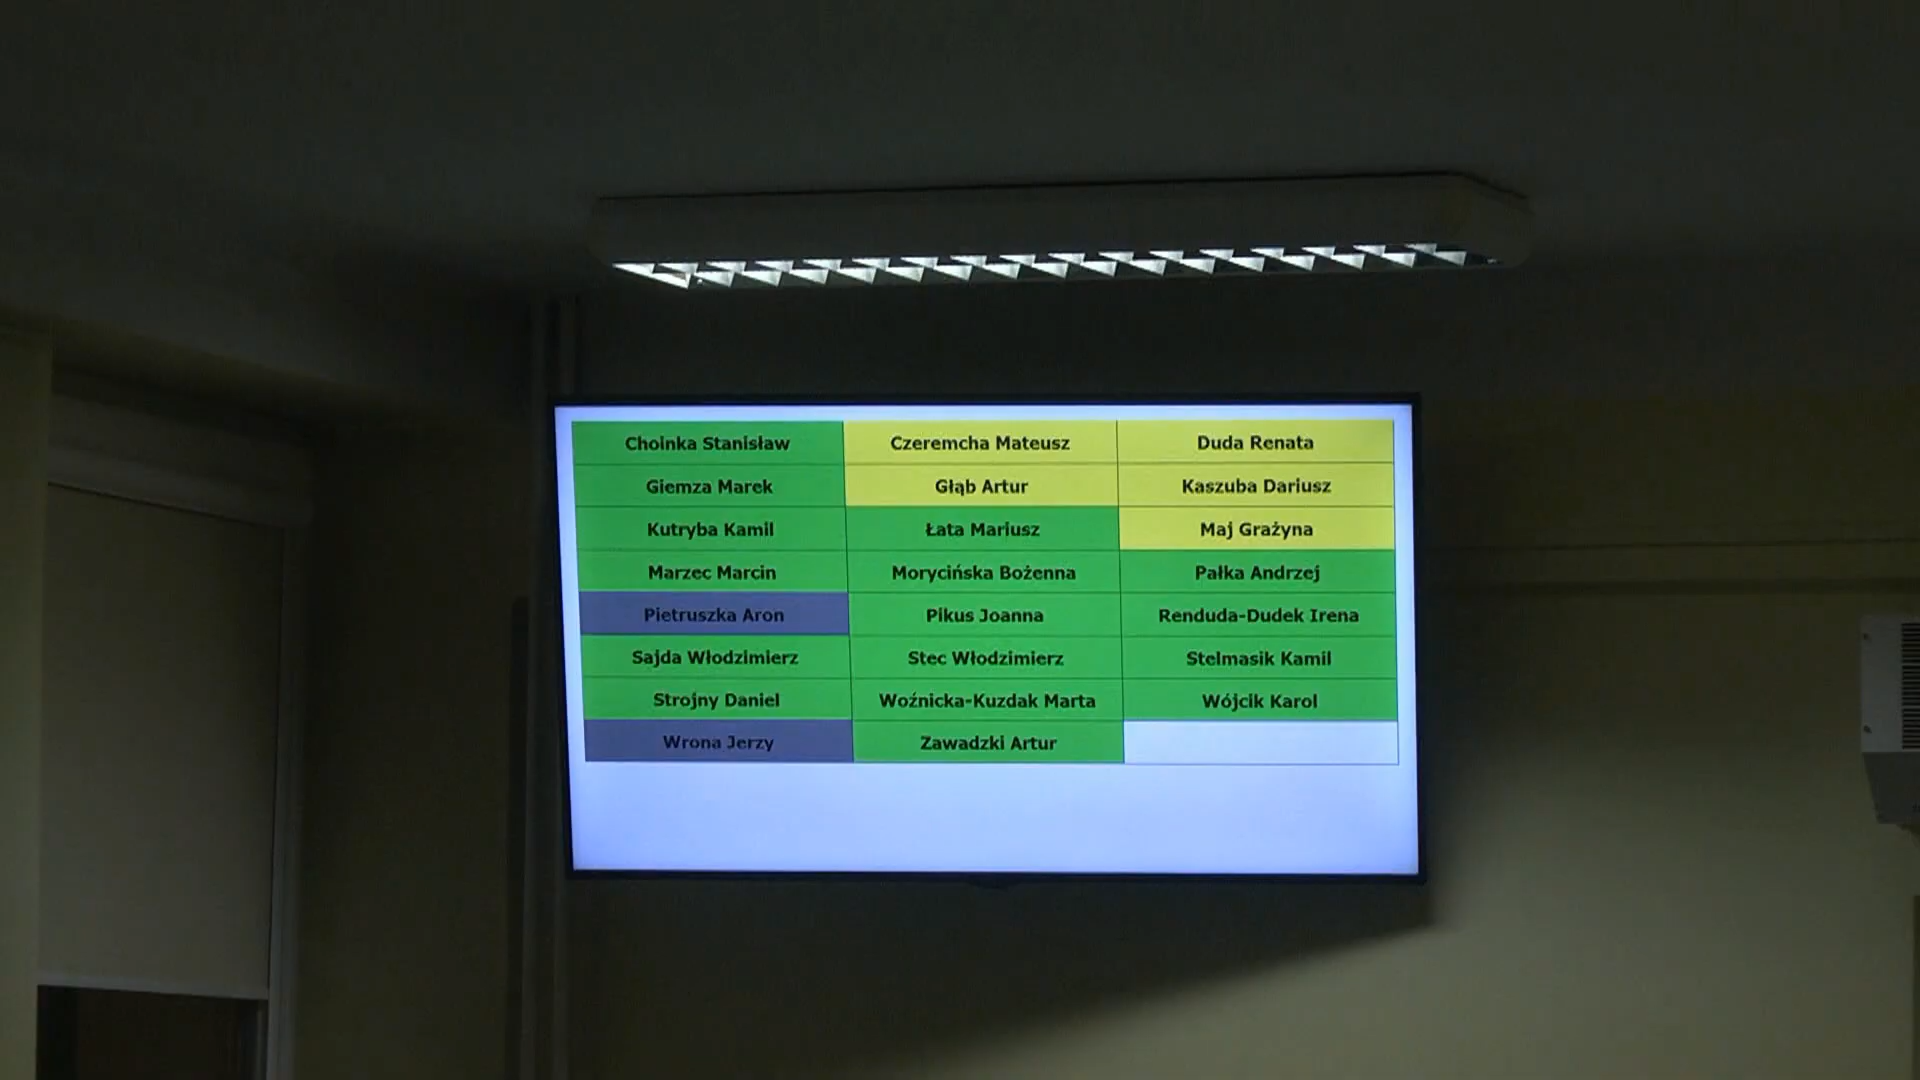 Choinka Stanisław Czeremcha Mateusz Duda Renata
Giemza Marek Głąb Artur Kaszuba Dariusz
Kutryba Kamil Łata Mariusz Maj Grażyna
Marzec Marcin Morycińska Bożenna Pałka Andrzej
Pietruszka Aron Pikus Joanna Renduda-Dudek Irena
Sajda Włodzimierz Stec Włodzimierz Stelmasik Kamil
Strojny Daniel Woźnicka-Kuzdak Marta Wójcik Karol
Wrona Jerzy Zawadzki Artur